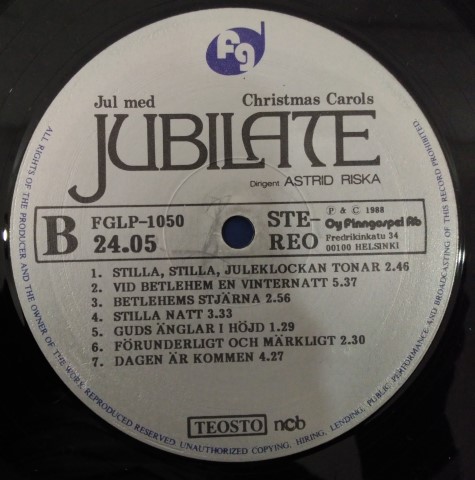 fg
Jul med Christmas Carols
JUBILATE
Dirigent ASTRID RISKA
B
FGLP-1050
24.05
STE-
REO
P & C 1988
Oy Finngospel Ab
Fredrikinkatu 34
00100 HELSINKI
1. STILLA, STILLA, JULEKLOCKAN TONAR 2.46
2. VID BETLEHEM EN VINTERNATT 5.37
3. BETLEHEMS STJÄRNA 2.56
4. STILLA NATT 3.33
5. GUDS ÄNGLAR I HÖJD 1.29
6. FÖRUNDERLIGT OCH MÄRKLIGT 2.30
7. DAGEN ÄR KOMMEN 4.27
TEOSTO ncb
ALL RIGHTS OF THE PRODUCER AND THE OWNER OF THE WORK REPRODUCED RESERVED. UNAUTHORIZED COPYING, HIRING, LENDING, PUBLIC PERFORMANCE AND BROADCASTING OF THIS RECORD PROHIBITED